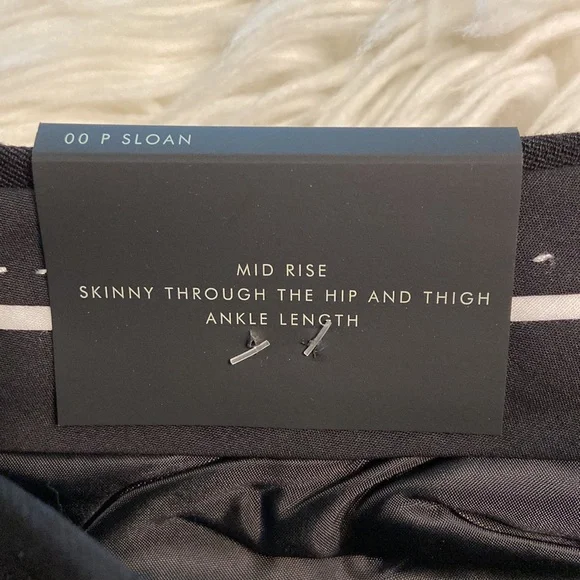 00 P SLOAN
MID RISE
SKINNY THROUGH THE HIP AND THIGH
ANKLE LENGTH